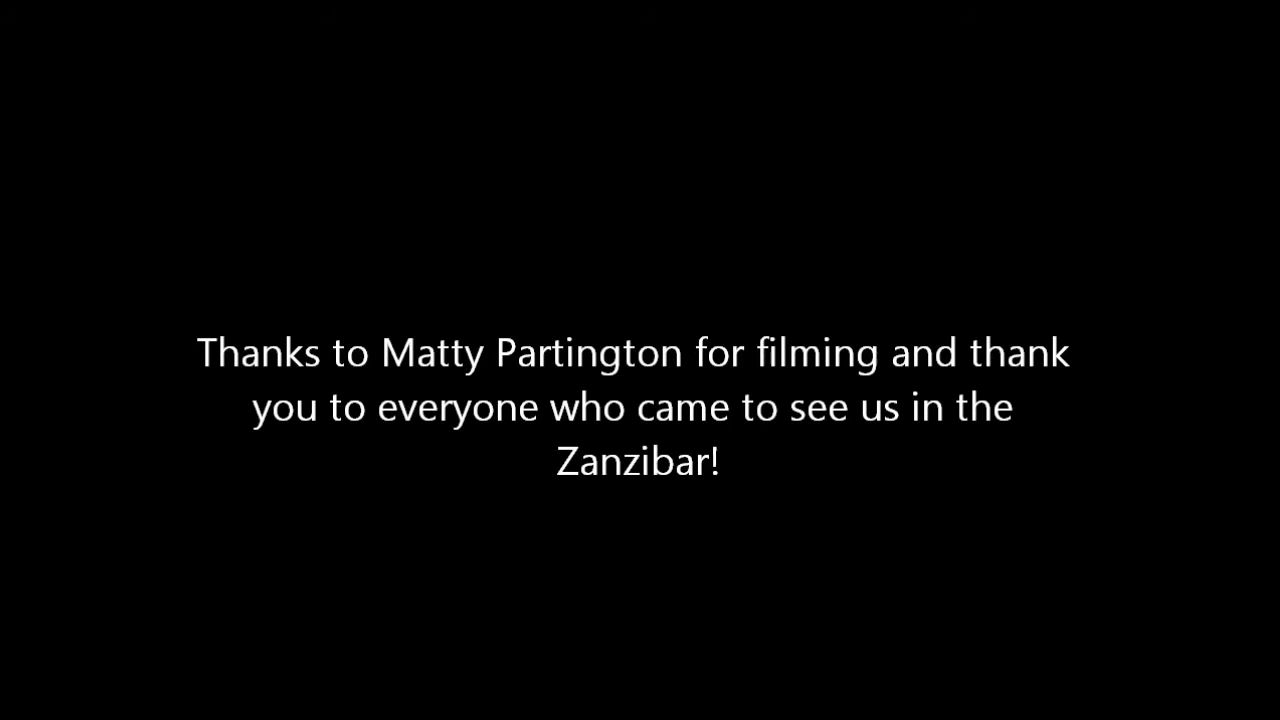 Thanks to Matty Partington for filming and thank
you to everyone who came to see us in the
Zanzibar!